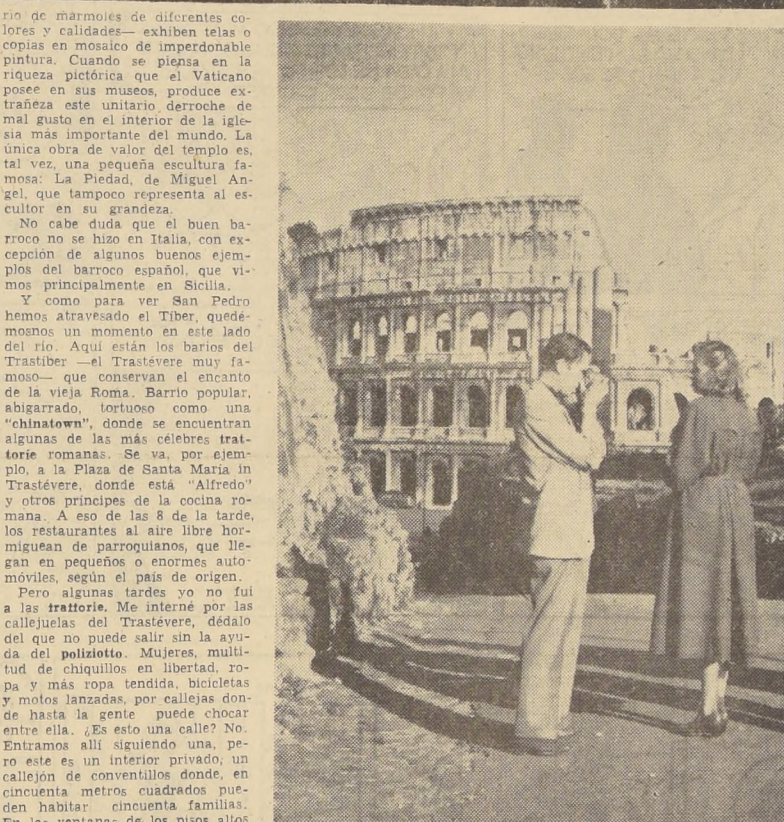 rio de mármoles de diferentes co-
lores y calidades— exhiben telas o
copias en mosaico de imperdonable
pintura. Cuando se piensa en la
riqueza pictórica que el Vaticano
posee en sus museos, produce ex-
trañeza este unitario derroche de
mal gusto en el interior de la igle-
sia más importante del mundo. La
única obra de valor del templo es,
tal vez, una pequeña escultura fa-
mosa: La Piedad, de Miguel An-
gel, que tampoco representa al es-
cultor en su grandeza.
No cabe duda que el buen ba-
rroco no se hizo en Italia, con ex-
cepción de algunos buenos ejem-
plos del barroco español, que vi-
mos principalmente en Sicilia.
Y como para ver San Pedro
hemos atravesado el Tíber, quedé-
mosnos un momento en este lado
del río. Aquí están los barios del
Trastíber —el Trastévere muy fa-
moso— que conservan el encanto
de la vieja Roma. Barrio popular,
abigarrado, tortuoso como una
"chinatown", donde se encuentran
algunas de las más célebres trat-
torie romanas. Se va, por ejem-
plo, a la Plaza de Santa María in
Trastévere, donde está "Alfredo"
y otros príncipes de la cocina ro-
mana. A eso de las 8 de la tarde,
los restaurantes al aire libre hor-
miguean de parroquianos, que lle-
gan en pequeños o enormes auto-
móviles, según el país de origen.
Pero algunas tardes yo no fui
a las trattorie. Me interné por las
callejuelas del Trastévere, dédalo
del que no puede salir sin la ayu-
da del poliziotto. Mujeres, multi-
tud de chiquillos en libertad, ro-
pa y más ropa tendida, bicicletas
y motos lanzadas, por callejas don-
de hasta la gente puede chocar
entre ella. ¿Es esto una calle? No.
Entramos allí siguiendo una, pe-
ro este es un interior privado; un
callejón de conventillos donde, en
cincuenta metros cuadrados pue-
den habitar cincuenta familias.
En las ventanas de los pisos altos